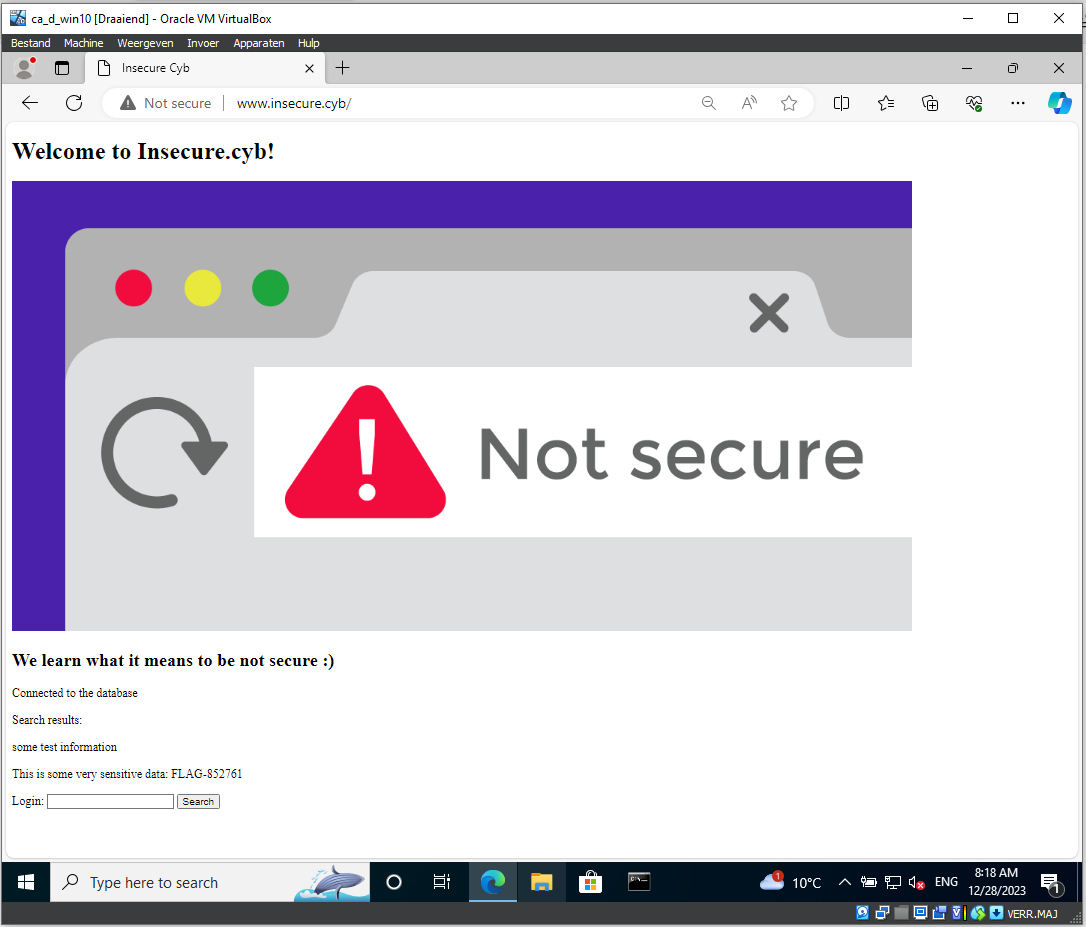 ca_d_win10 [Draaiend] - Oracle VM VirtualBox
Bestand Machine Weergeven Invoer Apparaten Hulp
Insecure Cyb
Not secure www.insecure.cyb/
Welcome to Insecure.cyb!
Not secure
We learn what it means to be not secure :)
Connected to the database
Search results:
some test information
This is some very sensitive data: FLAG-852761
Login: Search
Type here to search
1 10°C ENG 8:18 AM
12/28/2023 1
VERR.MAJ